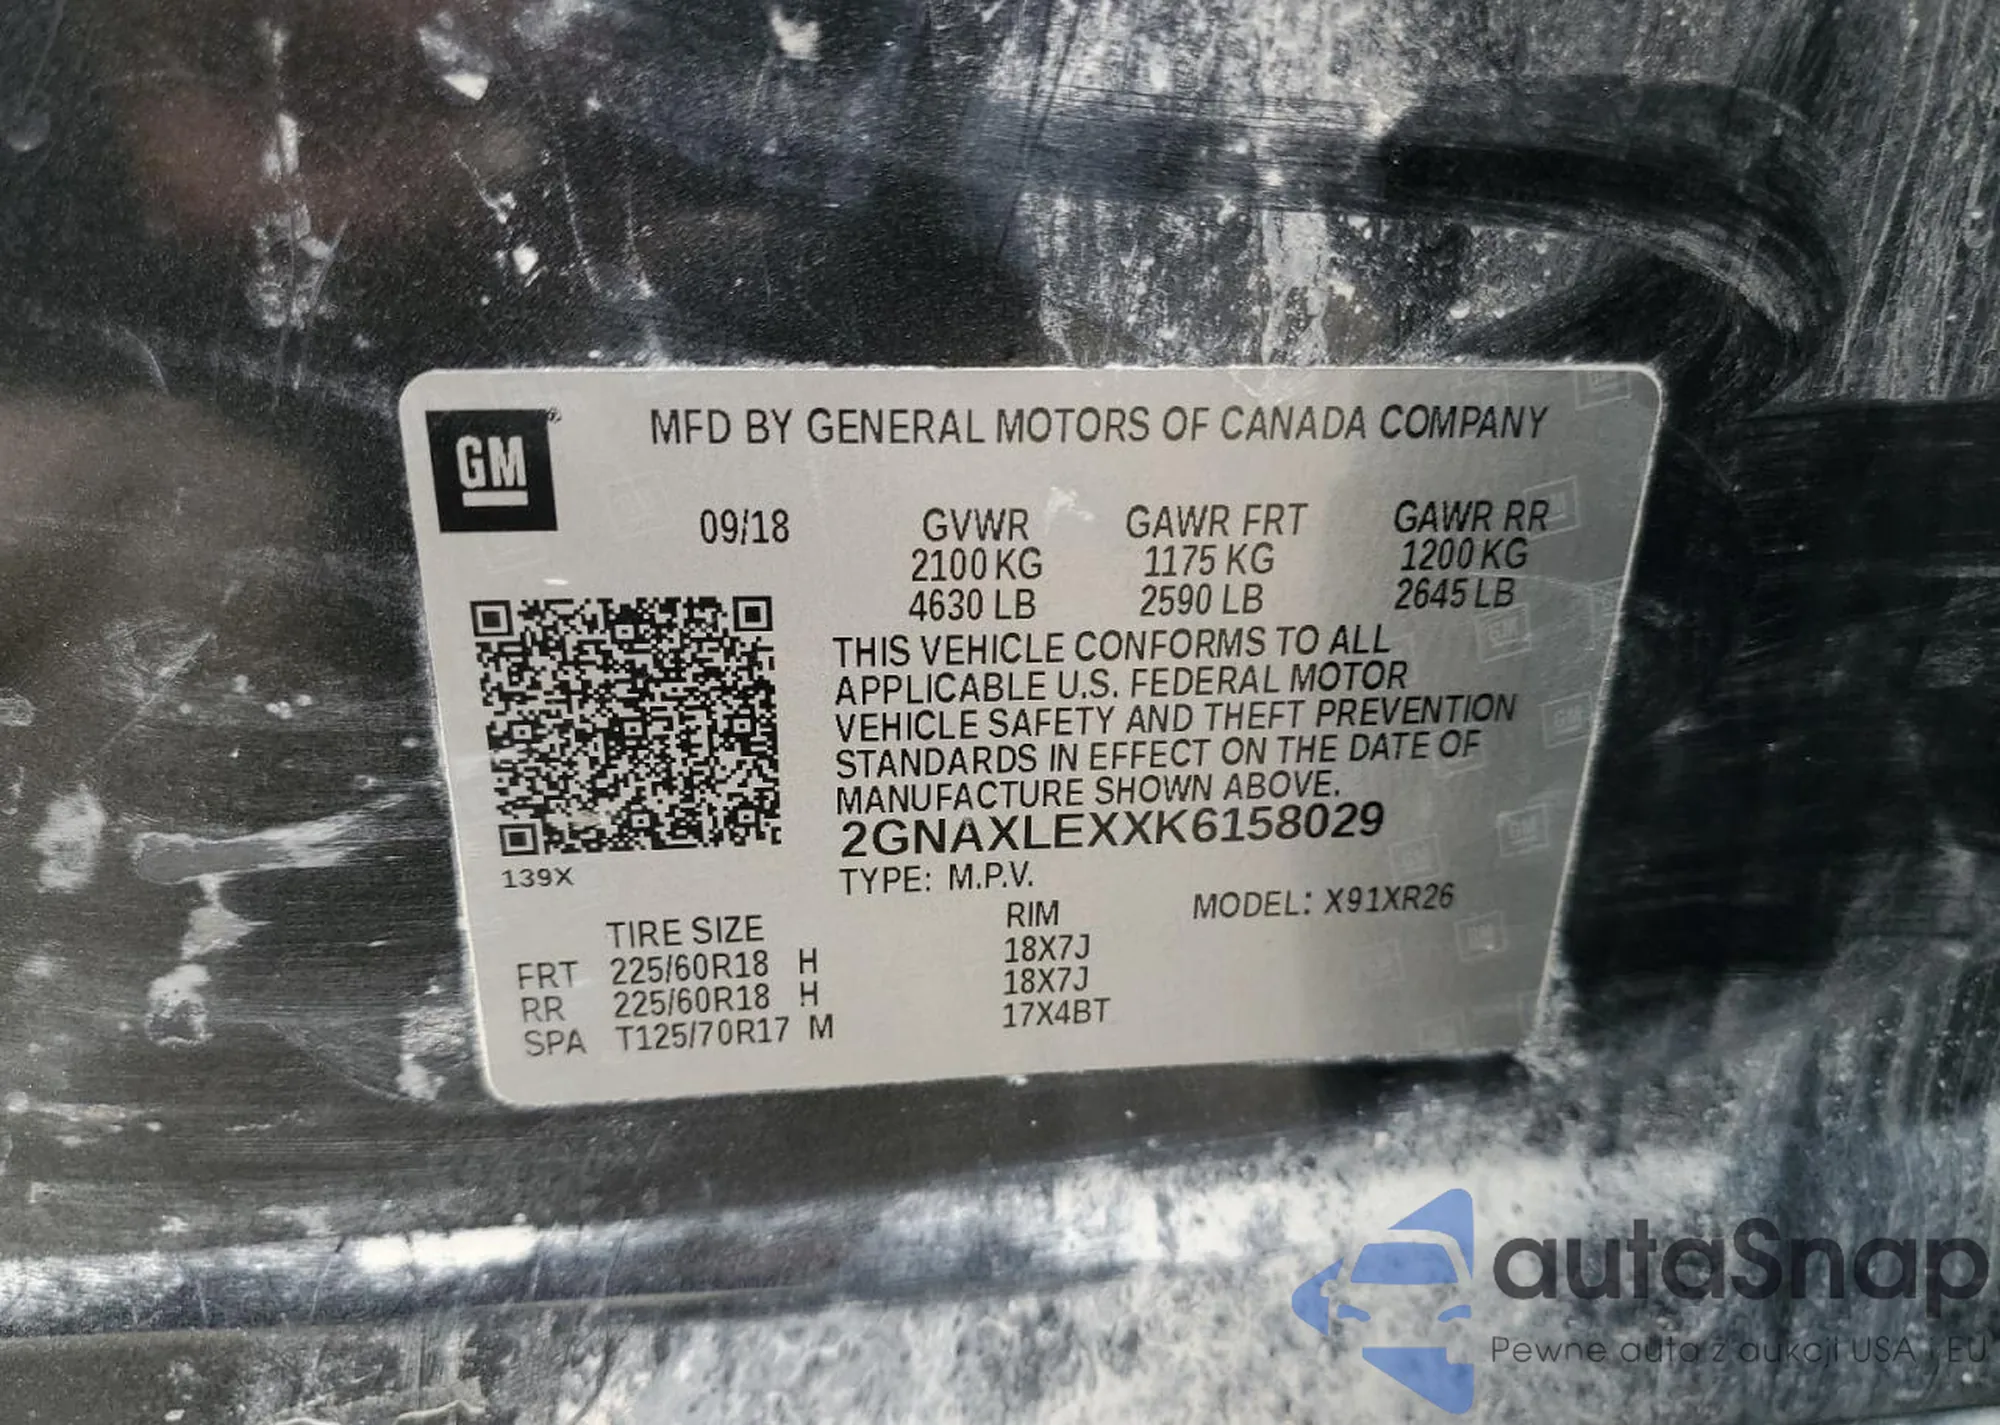 GM®
MFD BY GENERAL MOTORS OF CANADA COMPANY
09/18 GVWR GAWR FRT GAWR RR
2100 KG 1175 KG 1200 KG
4630 LB 2590 LB 2645 LB
THIS VEHICLE CONFORMS TO ALL
APPLICABLE U.S. FEDERAL MOTOR
VEHICLE SAFETY AND THEFT PREVENTION
STANDARDS IN EFFECT ON THE DATE OF
MANUFACTURE SHOWN ABOVE.
2GNAXLEXXK6158029
139X
TYPE: M.P.V.
MODEL: X91XR26
TIRE SIZE RIM
FRT 225/60R18 H 18X7J
RR 225/60R18 H 18X7J
SPA T125/70R17 M 17X4BT
autaSnap
Pewne auta z aukcji USA i EU